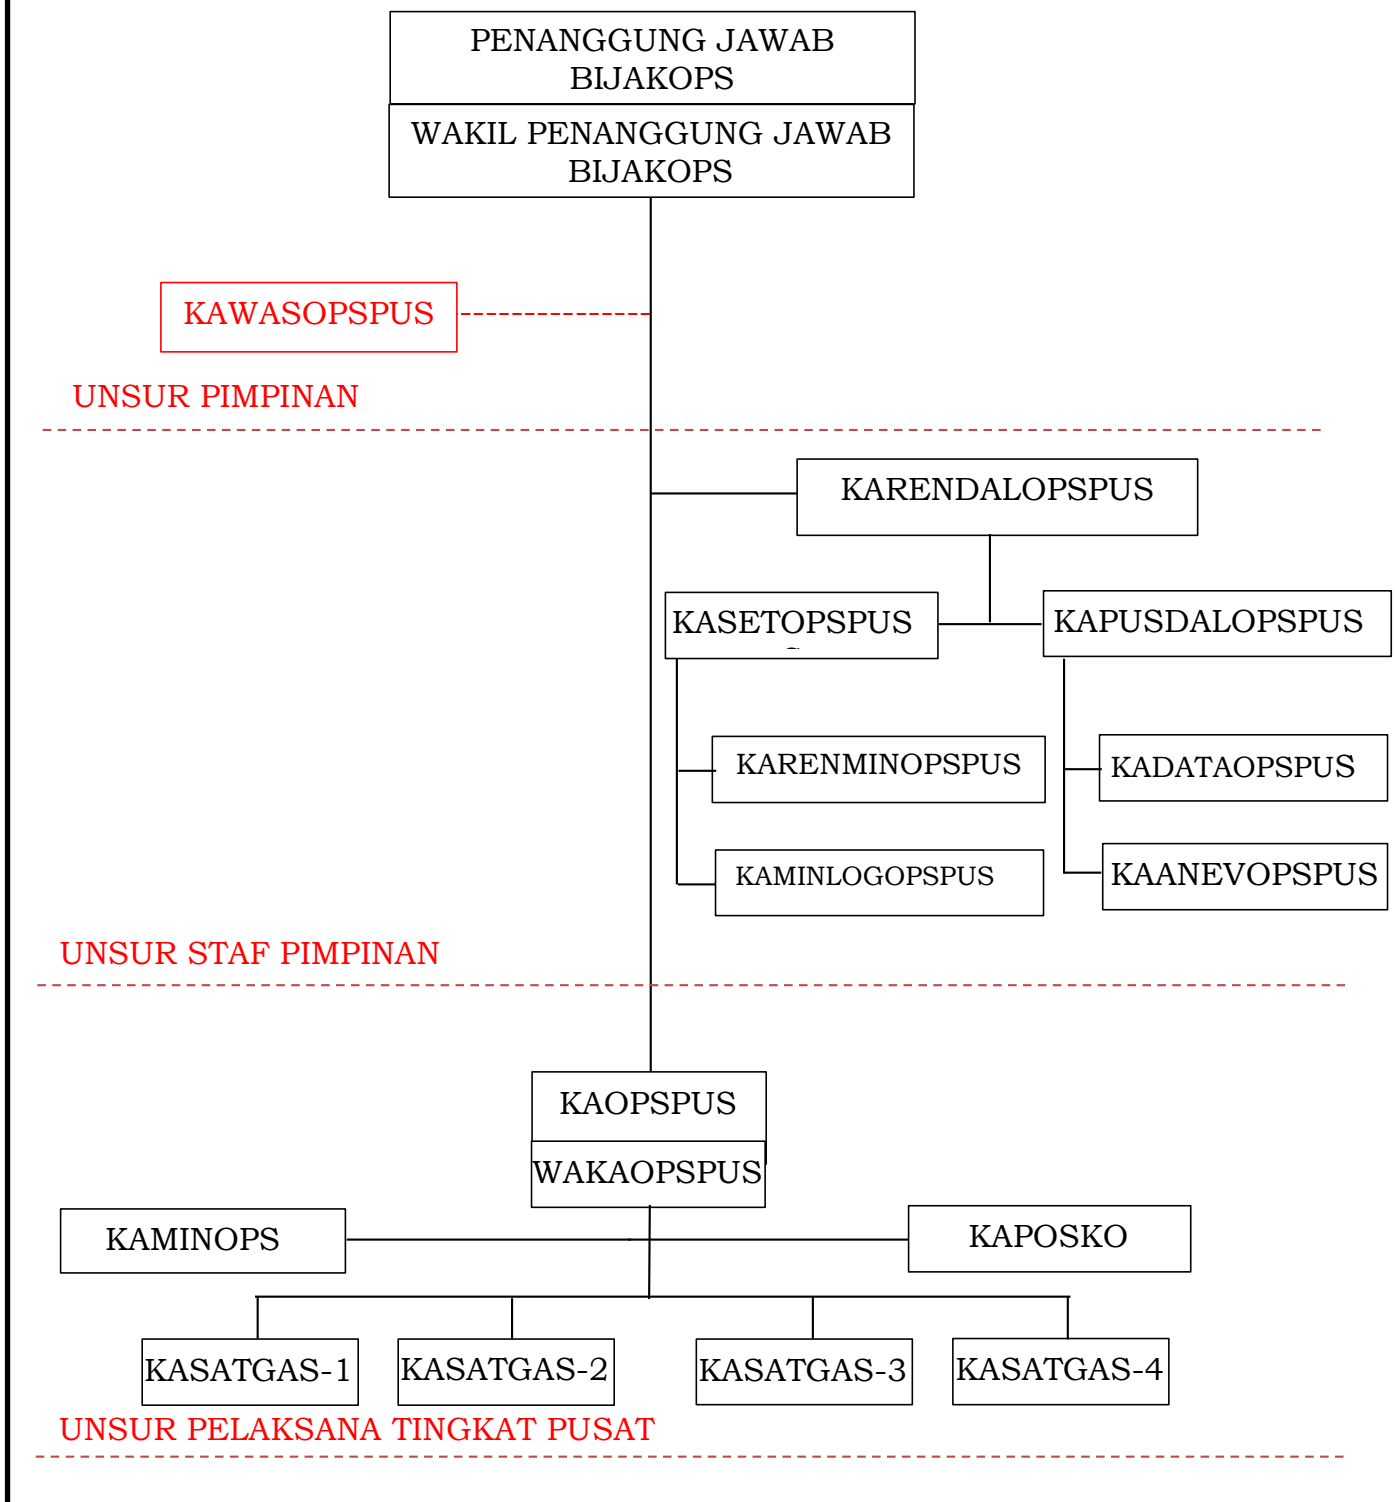 PENANGGUNG JAWAB
BIJAKOPS
WAKIL PENANGGUNG JAWAB
BIJAKOPS
KAWASOPSPUS
UNSUR PIMPINAN
KARENDALOPSPUS
KASETOPSPUS
KAPUSDALOPSPUS
KARENMINOPSPUS
KADATAOPSPUS
KAMINLOGOPSPUS
KAANEVOPSPUS
UNSUR STAF PIMPINAN
KAOPSPUS
WAKAOPSPUS
KAMINOPS
KAPOSKO
KASATGAS-1
KASATGAS-2
KASATGAS-3
KASATGAS-4
UNSUR PELAKSANA TINGKAT PUSAT